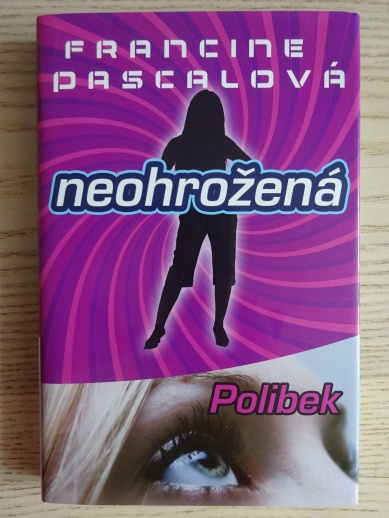 FRANCINE
PASCALOVÁ
neohrožená
Polibek